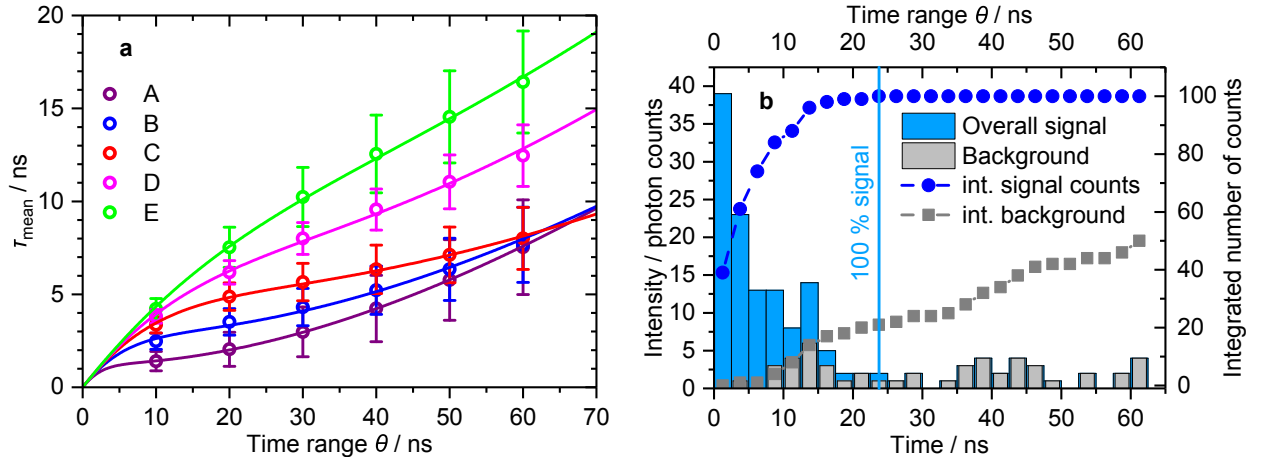 a
τmean / ns
20
15
10
5
0
A
B
C
D
E
0 10 20 30 40 50 60 70
Time range θ / ns
Time range θ / ns
0 10 20 30 40 50 60
b
Intensity / photon counts
40
35
30
25
20
15
10
5
0
100 % signal
Overall signal
Background
int. signal counts
int. background
100
80
60
40
20
0
Integrated number of counts
0 10 20 30 40 50 60
Time / ns